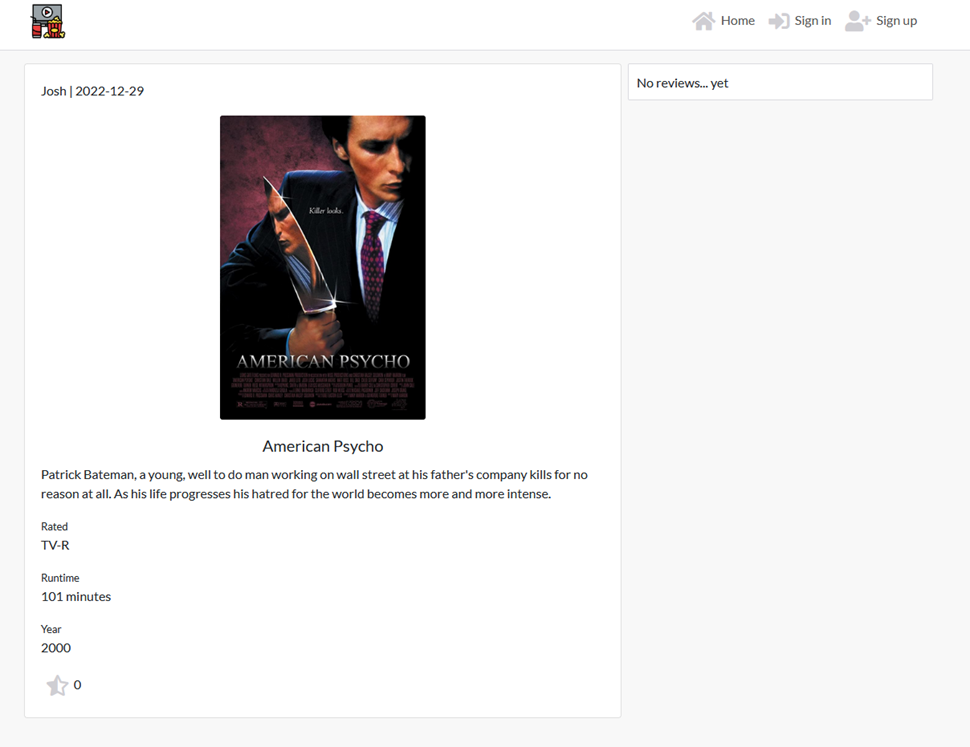 Home Sign in Sign up
Josh | 2022-12-29
No reviews... yet
Killer looks.
AMERICAN PSYCHO
American Psycho
Patrick Bateman, a young, well to do man working on wall street at his father's company kills for no
reason at all. As his life progresses his hatred for the world becomes more and more intense.
Rated
TV-R
Runtime
101 minutes
Year
2000
0